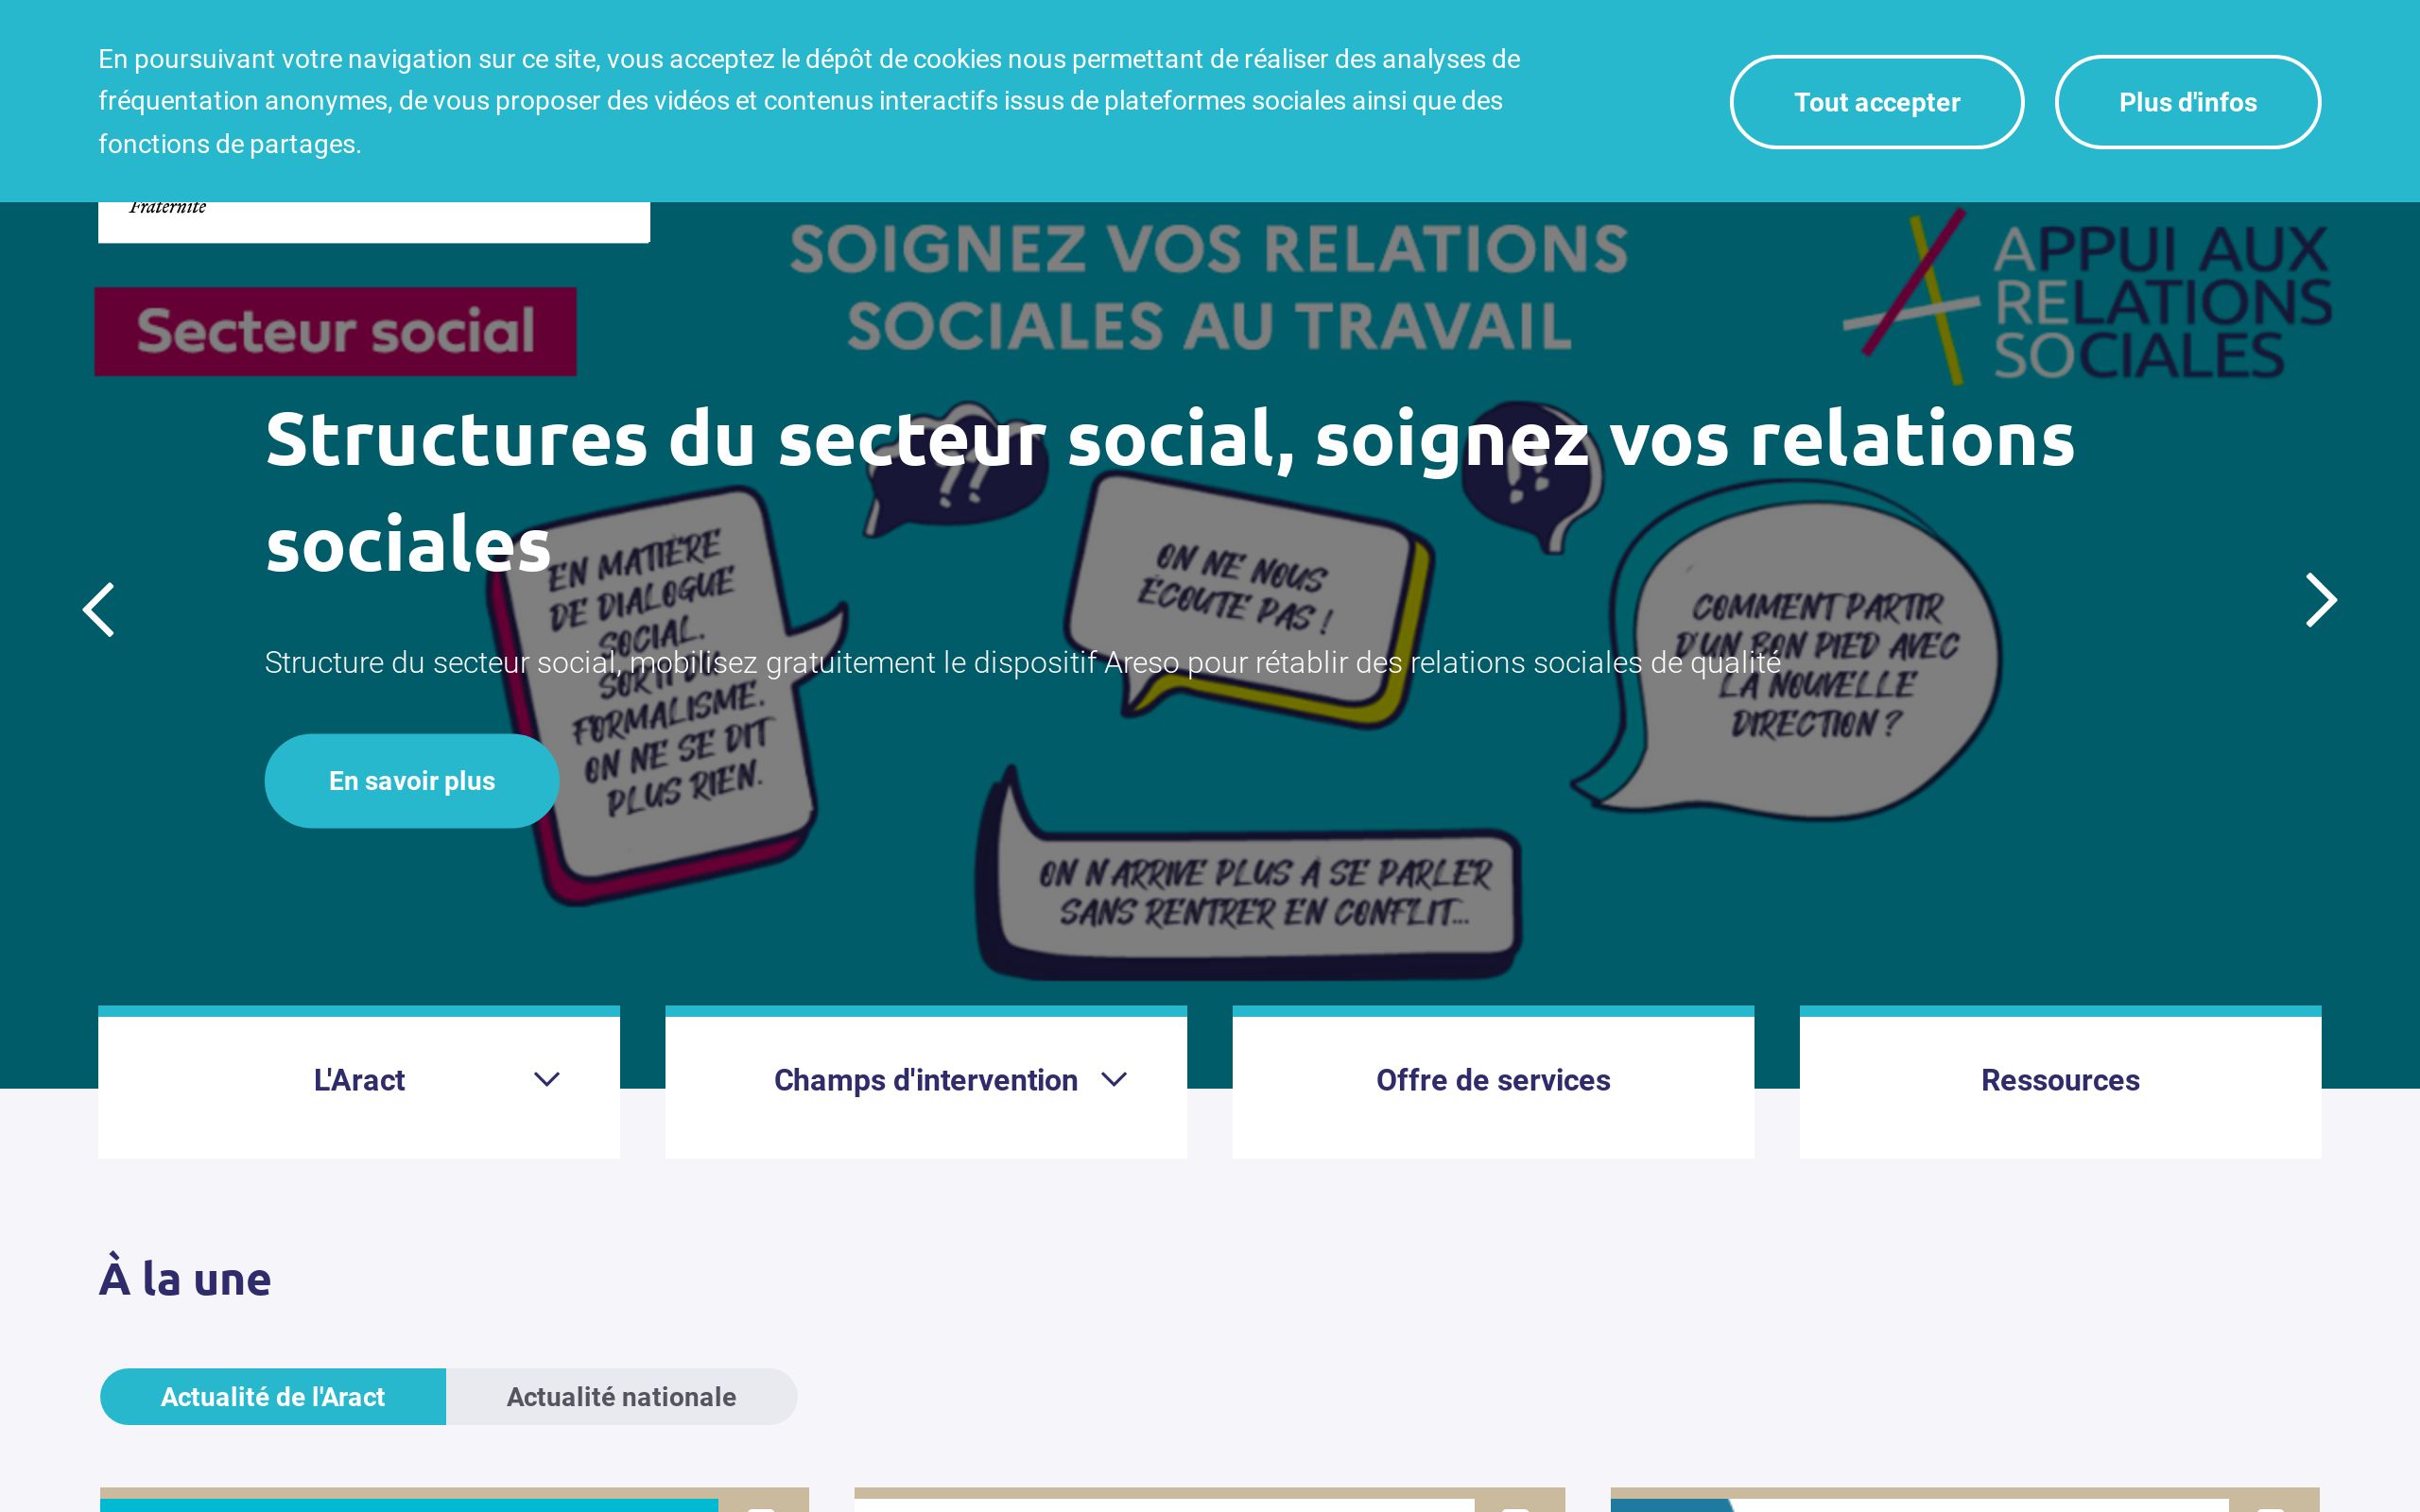 En poursuivant votre navigation sur ce site, vous acceptez le dépôt de cookies nous permettant de réaliser des analyses de
fréquentation anonymes, de vous proposer des vidéos et contenus interactifs issus de plateformes sociales ainsi que des
fonctions de partages.
Tout accepter
Plus d'infos
Fraternité
Secteur social
SOIGNEZ VOS RELATIONS
SOCIALES AU TRAVAIL
APPUI AUX
RELATIONS
SOCIALES
Structures du secteur social, soignez vos relations
sociales
??
!!
EN MATIÈRE
DE DIALOGUE
SOCIAL.
SORTI DU
FORMALISME.
ON NE SE DIT
PLUS RIEN.
ON NE NOUS
ÉCOUTE PAS !
COMMENT PARTIR
D'UN BON PIED AVEC
LA NOUVELLE
DIRECTION ?
Structure du secteur social, mobilisez gratuitement le dispositif Areso pour rétablir des relations sociales de qualité
En savoir plus
ON N'ARRIVE PLUS À SE PARLER
SANS RENTRER EN CONFLIT...
L'Aract
Champs d'intervention
Offre de services
Ressources
À la une
Actualité de l'Aract
Actualité nationale